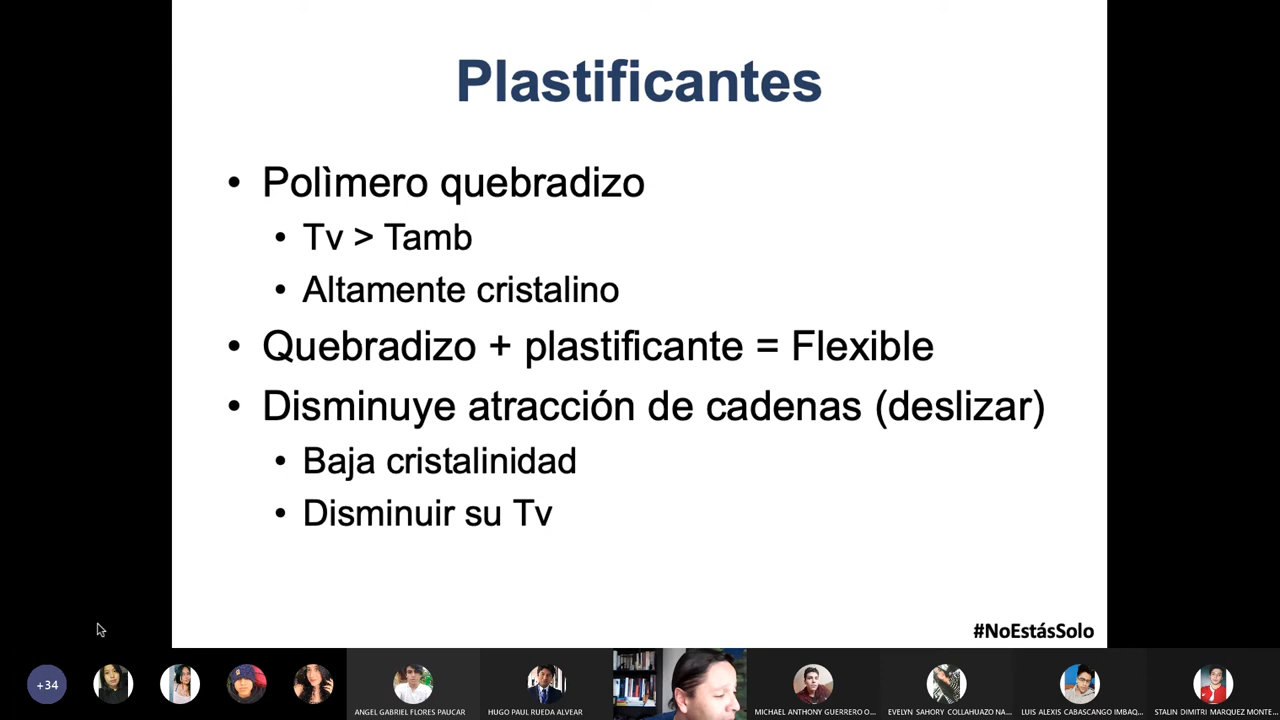 Plastificantes
• Polìmero quebradizo
• Tv > Tamb
• Altamente cristalino
• Quebradizo + plastificante = Flexible
• Disminuye atracción de cadenas (deslizar)
• Baja cristalinidad
• Disminuir su Tv
#NoEstásSolo
+34
ANGEL GABRIEL FLORES PAUCAR
HUGO PAUL RUEDA ALVEAR
MICHAEL ANTHONY GUERRERO O...
EVELYN SAHORY COLLAHUAZO NA...
LUIS ALEXIS CABASCANGO IMBAQ...
STALIN DIMITRI MARQUEZ MONTE...